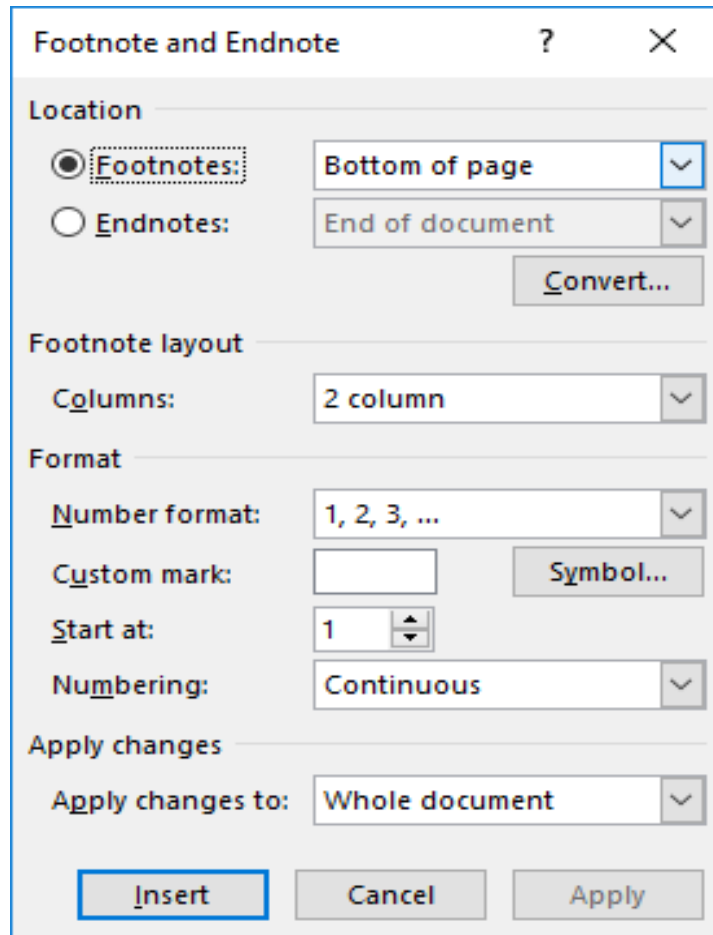 Footnote and Endnote ?
Location
Footnotes: Bottom of page
Endnotes: End of document
Convert...
Footnote layout
Columns: 2 column
Format
Number format: 1, 2, 3, ...
Custom mark: Symbol...
Start at: 1
Numbering: Continuous
Apply changes
Apply changes to: Whole document
Insert Cancel Apply